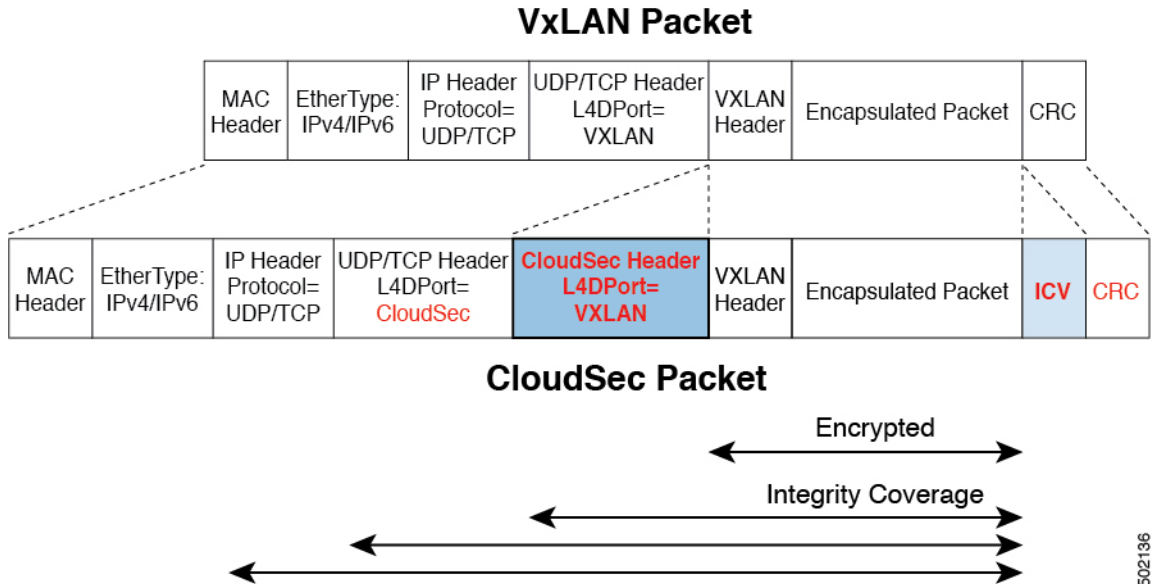 VxLAN Packet
MAC
Header
EtherType:
IPv4/IPv6
IP Header
Protocol=
UDP/TCP
UDP/TCP Header
L4DPort=
VXLAN
VXLAN
Header
Encapsulated Packet
CRC
MAC
Header
EtherType:
IPv4/IPv6
IP Header
Protocol=
UDP/TCP
UDP/TCP Header
L4DPort=
CloudSec
CloudSec Header
L4DPort=
VXLAN
VXLAN
Header
Encapsulated Packet
ICV
CRC
CloudSec Packet
Encrypted
Integrity Coverage
502136